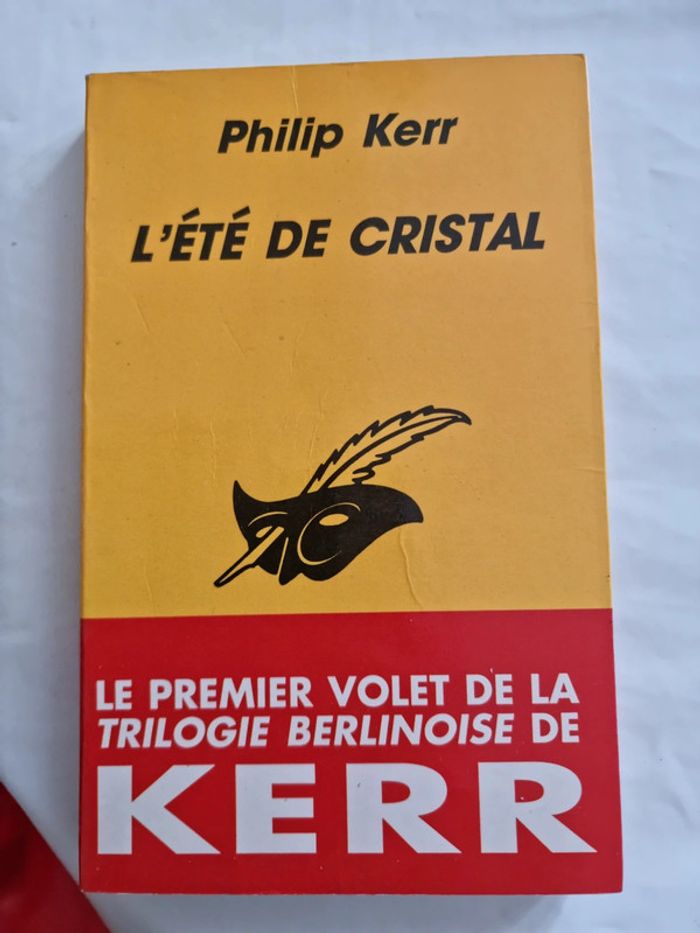 Philip Kerr
L'ÉTÉ DE CRISTAL
LE PREMIER VOLET DE LA
TRILOGIE BERLINOISE DE
KERR